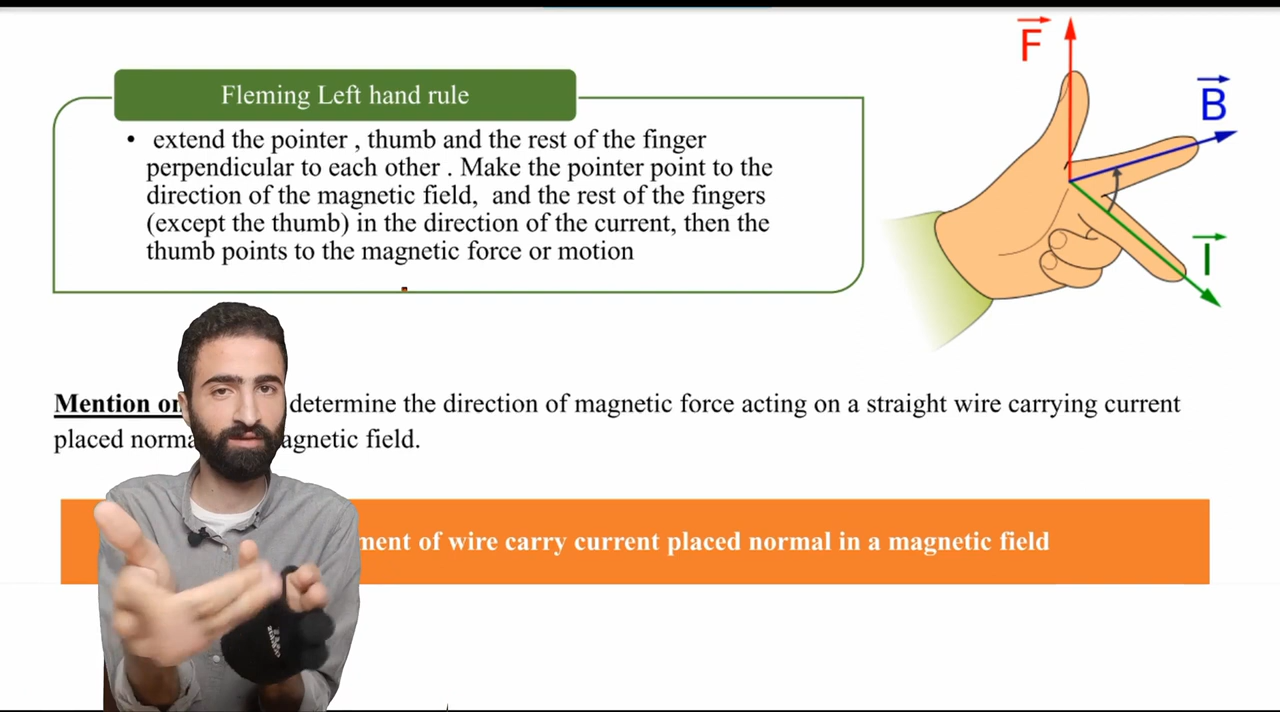 Fleming Left hand rule
• extend the pointer , thumb and the rest of the finger
perpendicular to each other . Make the pointer point to the
direction of the magnetic field, and the rest of the fingers
(except the thumb) in the direction of the current, then the
thumb points to the magnetic force or motion
F
B
I
Mention determine the direction of magnetic force acting on a straight wire carrying current
placed agnetic field.
ment of wire carry current placed normal in a magnetic field